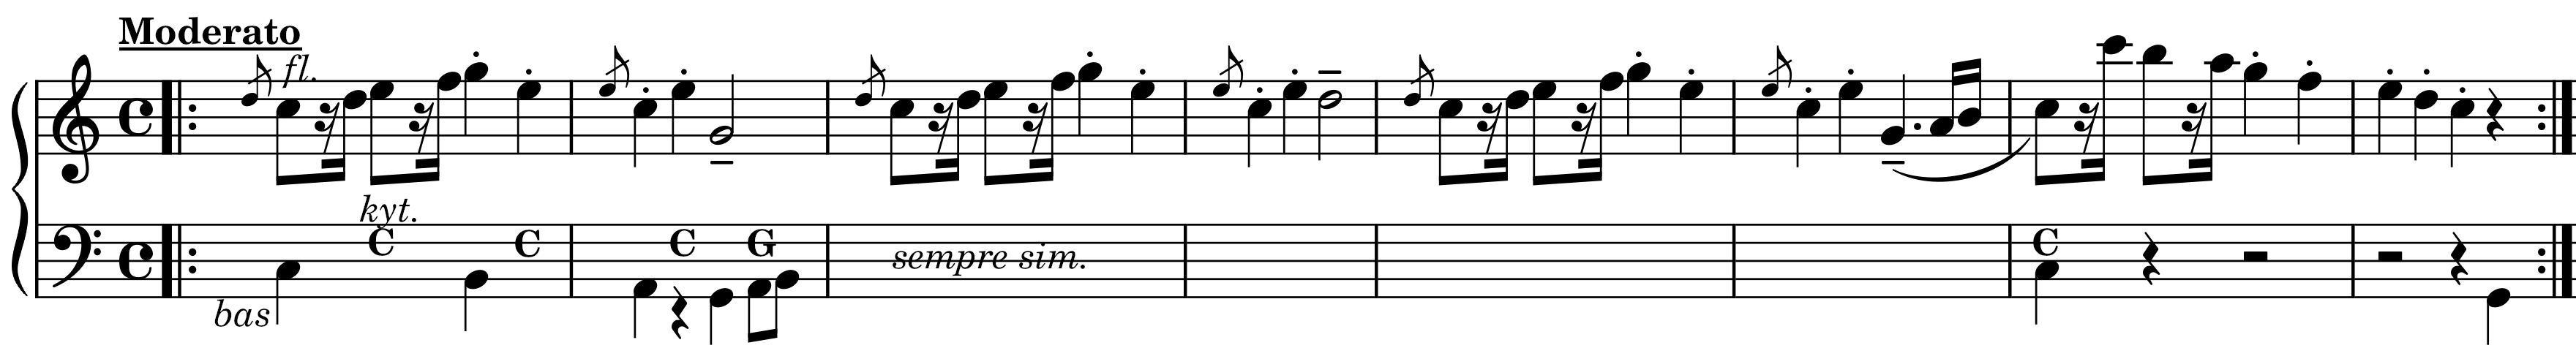 Moderato
fl.
kyt.
C C C G C
sempre sim.
bas